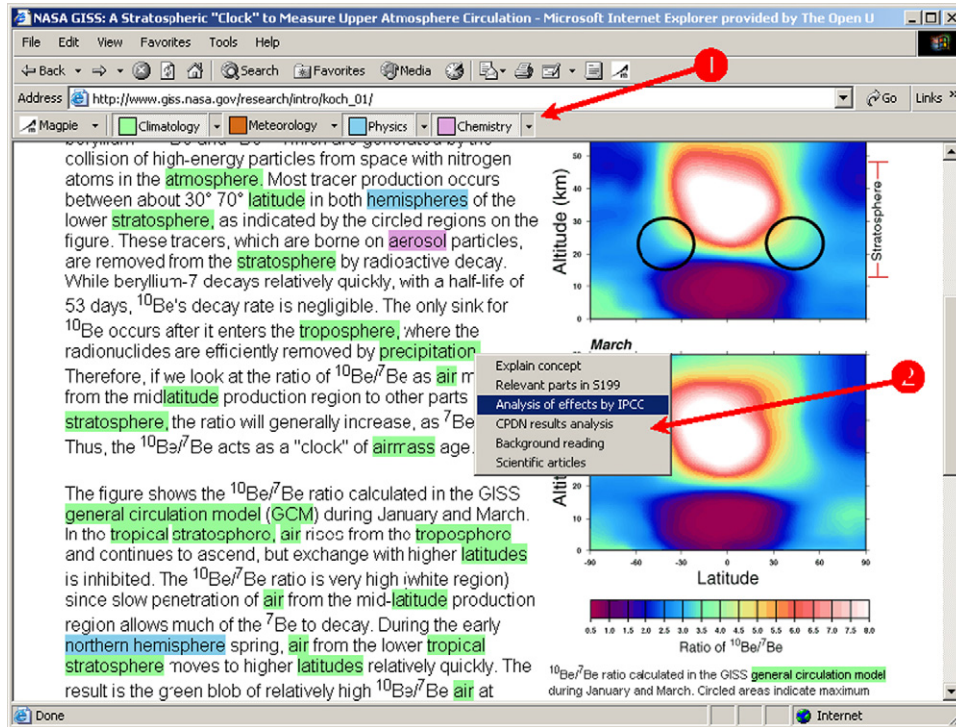 NASA GISS: A Stratospheric "Clock" to Measure Upper Atmosphere Circulation - Microsoft Internet Explorer provided by The Open U
File Edit View Favorites Tools Help
Back Search Favorites Media
Address http://www.giss.nasa.gov/research/intro/koch_01/ Go Links »
Magpie Climatology Meteorology Physics Chemistry
1
collision of high-energy particles from space with nitrogen
atoms in the atmosphere. Most tracer production occurs
between about 30° 70° latitude in both hemispheres of the
lower stratosphere, as indicated by the circled regions on the
figure. These tracers, which are borne on aerosol particles,
are removed from the stratosphere by radioactive decay.
While beryllium-7 decays relatively quickly, with a half-life of
53 days, ¹⁰Be's decay rate is negligible. The only sink for
¹⁰Be occurs after it enters the troposphere, where the
radionuclides are efficiently removed by precipitation
Therefore, if we look at the ratio of ¹⁰Be/⁷Be as air m
from the midlatitude production region to other parts
stratosphere, the ratio will generally increase, as ⁷Be
Thus, the ¹⁰Be/⁷Be acts as a "clock" of airmass age.
Explain concept
Relevant parts in S199
Analysis of effects by IPCC
CPDN results analysis
Background reading
Scientific articles
2
The figure shows the ¹⁰Be/⁷Be ratio calculated in the GISS
general circulation model (GCM) during January and March.
In the tropical stratosphere, air rises from the troposphere
and continues to ascend, but exchange with higher latitudes
is inhibited. The ¹⁰Be/⁷Be ratio is very high (white region)
since slow penetration of air from the mid-latitude production
region allows much of the ⁷Be to decay. During the early
northern hemisphere spring, air from the lower tropical
stratosphere moves to higher latitudes relatively quickly. The
result is the green blob of relatively high ¹⁰Be/⁷Be air at
Altitude (km)
50
40
30
20
10
0
Stratosphere
March
Altit
20
10
0
-90 -60 -30 0 30 60 90
Latitude
0.5 1.0 1.5 2.0 2.5 3.0 3.5 4.0 4.5 5.0 5.5 6.0 6.5 7.0 7.5 8.0
Ratio of ¹⁰Be/⁷Be
¹⁰Be/⁷Be ratio calculated in the GISS general circulation model
during January and March. Circled areas indicate maximum
Done Internet